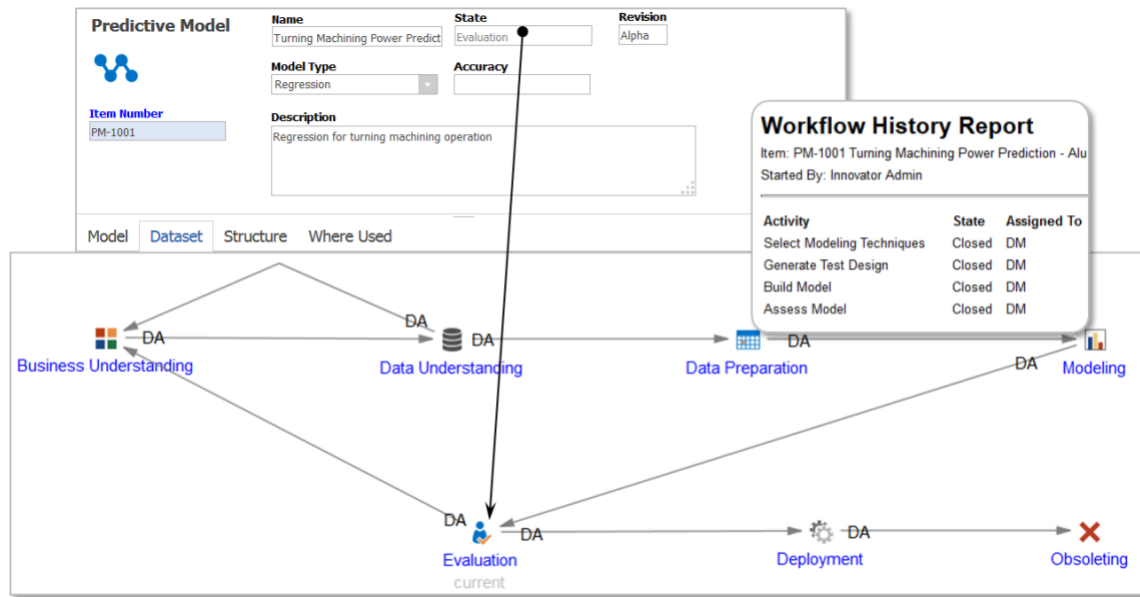 Predictive Model
Name
State
Revision
Turning Machining Power Predict
Evaluation
Alpha
Model Type
Accuracy
Regression
Item Number
PM-1001
Description
Regression for turning machining operation
Model Dataset Structure Where Used
Workflow History Report
Item: PM-1001 Turning Machining Power Prediction - Alu
Started By: Innovator Admin
Activity State Assigned To
Select Modeling Techniques Closed DM
Generate Test Design Closed DM
Build Model Closed DM
Assess Model Closed DM
DA
DA
DA
DA
DA
Business Understanding
Data Understanding
Data Preparation
Modeling
DA
DA
DA
Evaluation
Deployment
Obsoleting
current